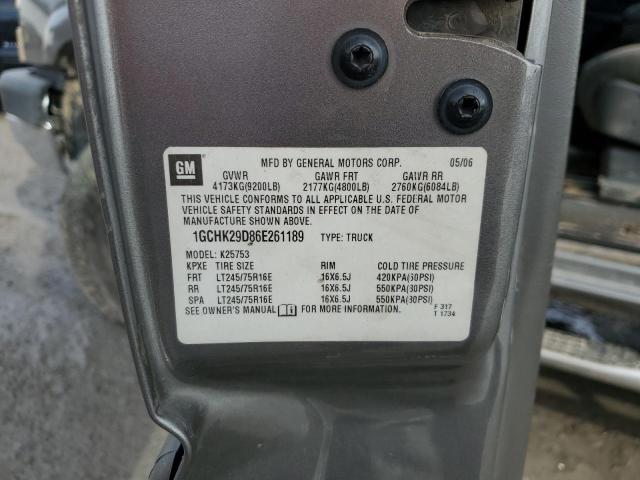 GM
MFD BY GENERAL MOTORS CORP. 05/06
GVWR GAWR FRT GAWR RR
4173KG(9200LB) 2177KG(4800LB) 2760KG(6084LB)
THIS VEHICLE CONFORMS TO ALL APPLICABLE U.S. FEDERAL MOTOR
VEHICLE SAFETY STANDARDS IN EFFECT ON THE DATE OF
MANUFACTURE SHOWN ABOVE.
1GCHK29D86E261189 TYPE: TRUCK
MODEL: K25753
KPXE TIRE SIZE RIM COLD TIRE PRESSURE
FRT LT245/75R16E 16X6.5J 420KPA(60PSI)
RR LT245/75R16E 16X6.5J 550KPA(80PSI)
SPA LT245/75R16E 16X6.5J 550KPA(80PSI)
SEE OWNER'S MANUAL FOR MORE INFORMATION.
F 317
T 1734